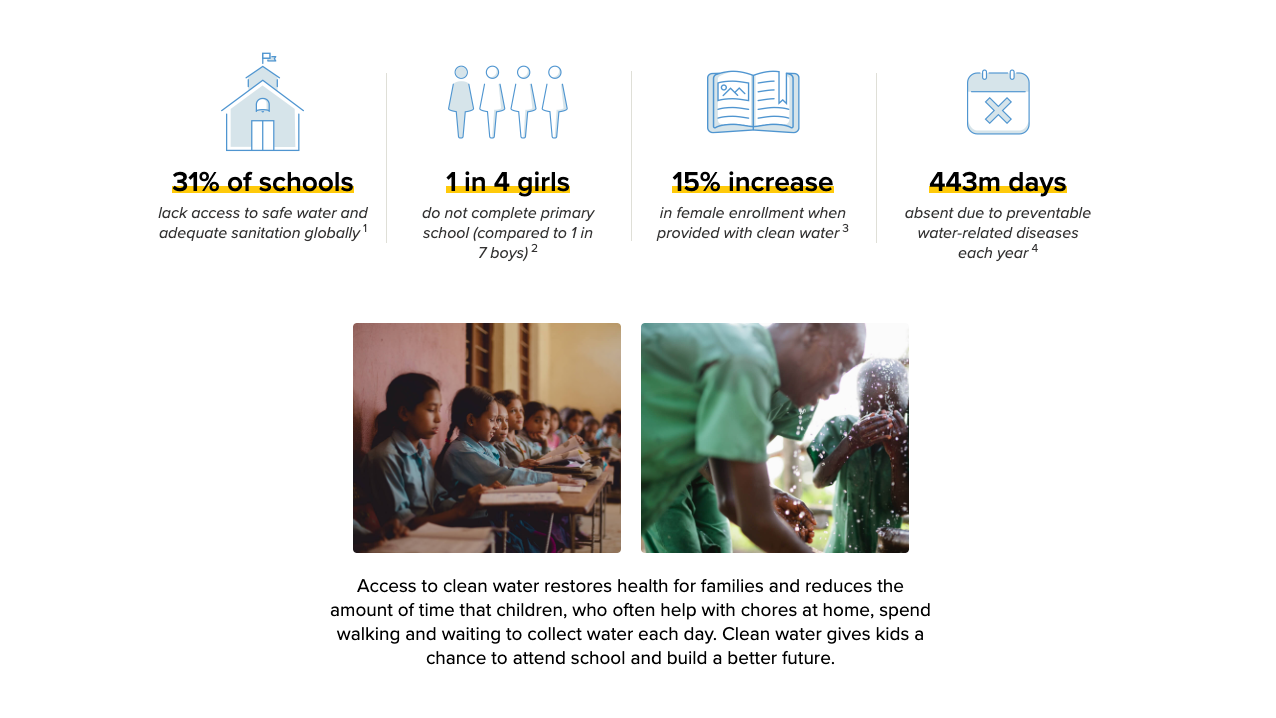 31% of schools
lack access to safe water and
adequate sanitation globally 1
1 in 4 girls
do not complete primary
school (compared to 1 in
7 boys) 2
15% increase
in female enrollment when
provided with clean water 3
443m days
absent due to preventable
water-related diseases
each year 4
Access to clean water restores health for families and reduces the
amount of time that children, who often help with chores at home, spend
walking and waiting to collect water each day. Clean water gives kids a
chance to attend school and build a better future.